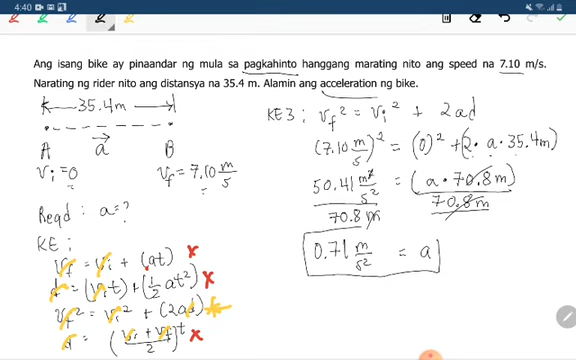 4:40
Ang isang bike ay pinaandar ng mula sa pagkahinto hanggang marating nito ang speed na 7.10 m/s.
Narating ng rider nito ang distansya na 35.4 m. Alamin ang acceleration ng bike.
35.4m
a
A B
Vi = 0 Vf = 7.10 m/s
Reqd : a = ?
KE ;
Vf = Vi + (at) x
d = (Vit) + (1/2 at²) x
Vf² = Vi² + (2ad)
d = (Vi + Vf / 2) t x
KE3 ; Vf² = Vi² + 2ad
(7.10 m/s)² = (0)² + (2 · a · 35.4m)
50.41 m²/s² / 70.8 m = (a · 70.8 m) / 70.8 m
0.71 m/s² = a